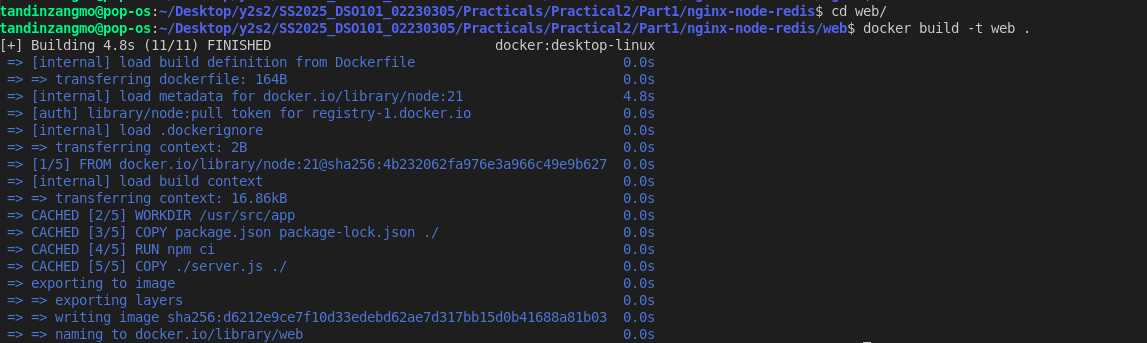 tandinzangmo@pop-os:~/Desktop/y2s2/SS2025_DSO101_02230305/Practicals/Practical2/Part1/nginx-node-redis$ cd web/
tandinzangmo@pop-os:~/Desktop/y2s2/SS2025_DSO101_02230305/Practicals/Practical2/Part1/nginx-node-redis/web$ docker build -t web .
[+] Building 4.8s (11/11) FINISHED docker:desktop-linux
=> [internal] load build definition from Dockerfile 0.0s
=> => transferring dockerfile: 164B 0.0s
=> [internal] load metadata for docker.io/library/node:21 4.8s
=> [auth] library/node:pull token for registry-1.docker.io 0.0s
=> [internal] load .dockerignore 0.0s
=> => transferring context: 2B 0.0s
=> [1/5] FROM docker.io/library/node:21@sha256:4b232062fa976e3a966c49e9b627 0.0s
=> [internal] load build context 0.0s
=> => transferring context: 16.86kB 0.0s
=> CACHED [2/5] WORKDIR /usr/src/app 0.0s
=> CACHED [3/5] COPY package.json package-lock.json ./ 0.0s
=> CACHED [4/5] RUN npm ci 0.0s
=> CACHED [5/5] COPY ./server.js ./ 0.0s
=> exporting to image 0.0s
=> => exporting layers 0.0s
=> => writing image sha256:d6212e9ce7f10d33edebd62ae7d317bb15d0b41688a81b03 0.0s
=> => naming to docker.io/library/web 0.0s